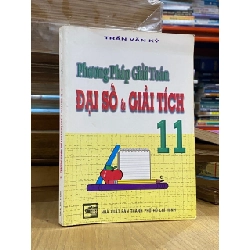 TRẦN VĂN KỶ
Phương Pháp Giải Toán
ĐẠI SỐ & GIẢI TÍCH
11